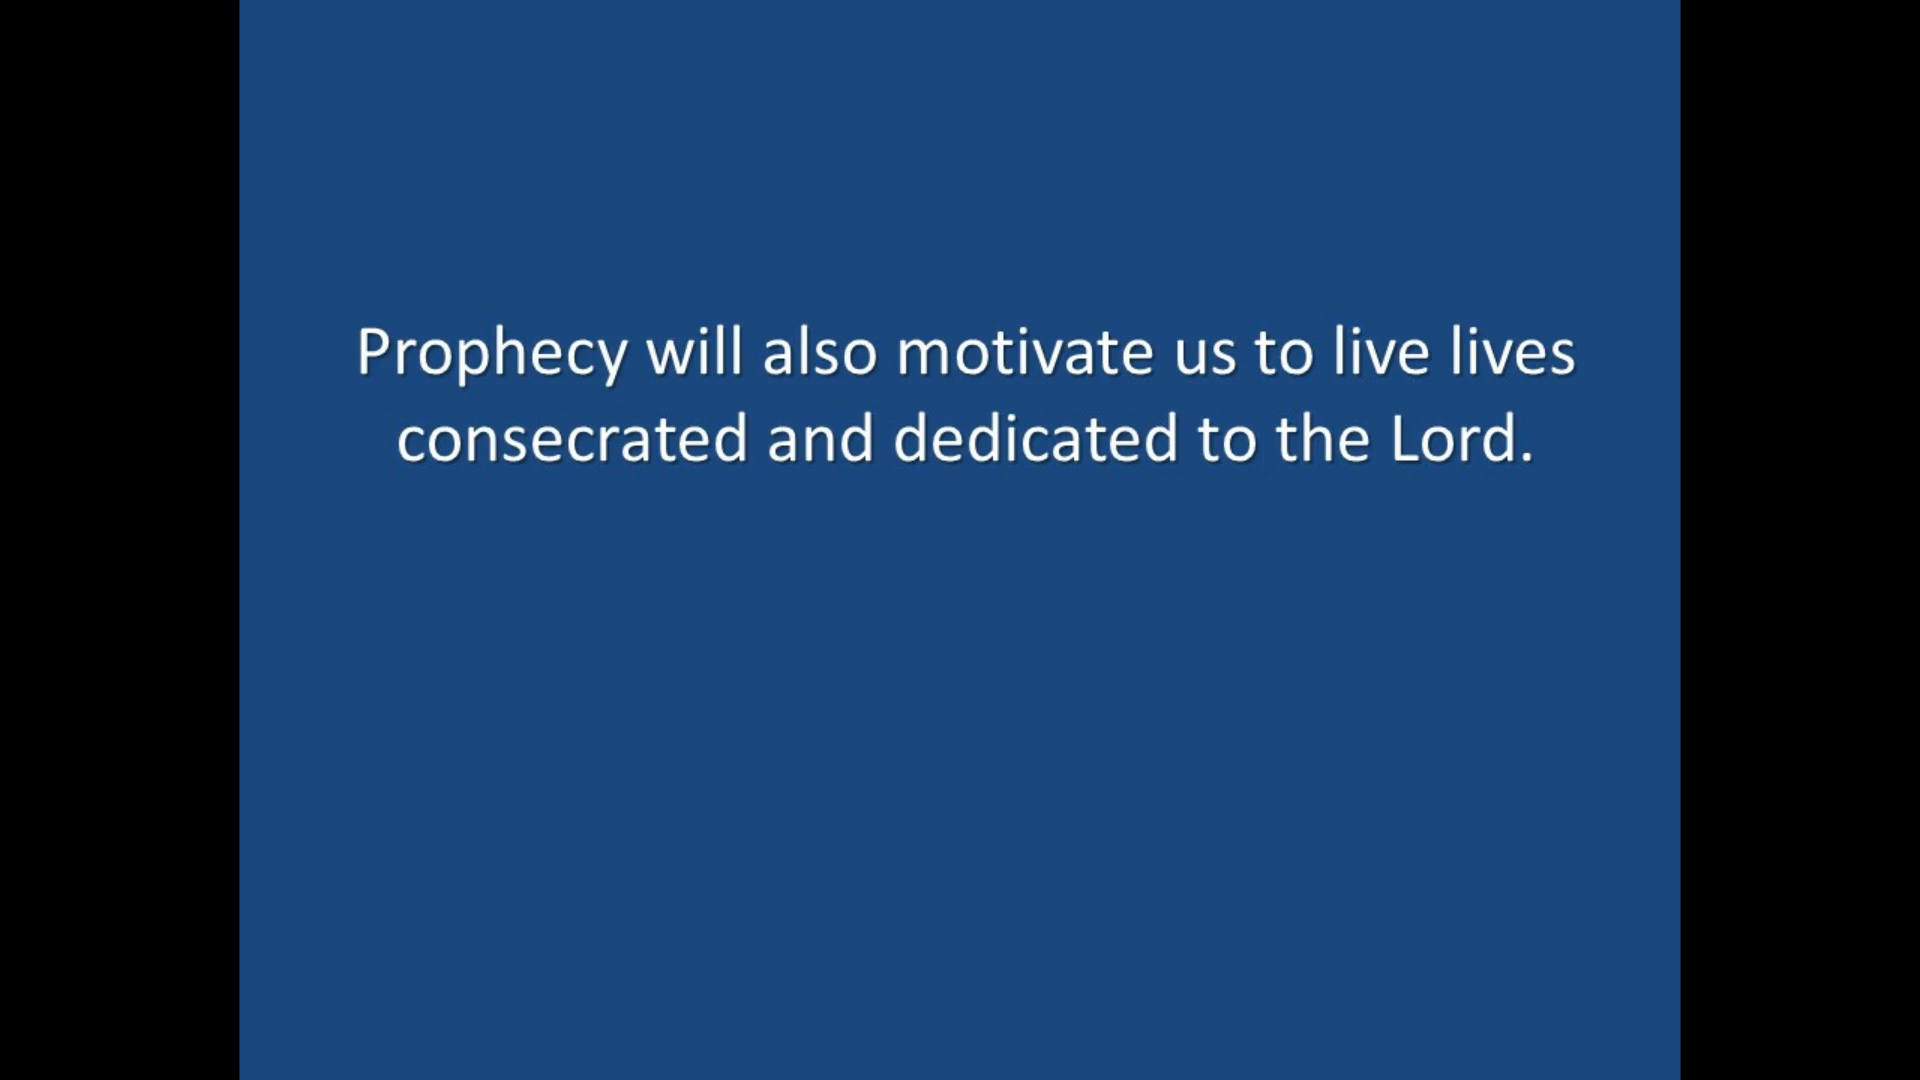 Prophecy will also motivate us to live lives
consecrated and dedicated to the Lord.